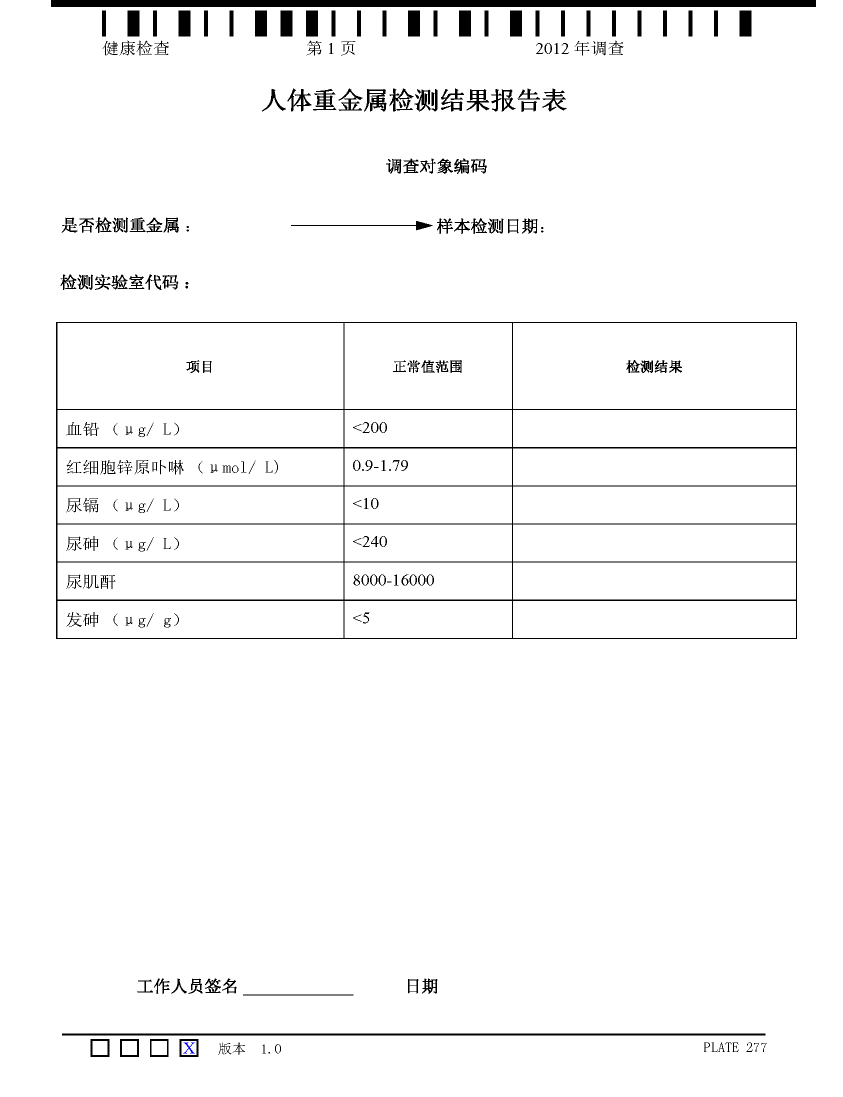 健康检查 第 1 页 2012 年调查
人体重金属检测结果报告表
调查对象编码
是否检测重金属： 样本检测日期：
检测实验室代码：
项目 正常值范围 检测结果
血铅 （μg/ L） <200
红细胞锌原卟啉 （μmol/ L) 0.9-1.79
尿镉 （μg/ L） <10
尿砷 （μg/ L） <240
尿肌酐 8000-16000
发砷 （μg/ g） <5
工作人员签名 ____________ 日期
X 版本 1.0 PLATE 277